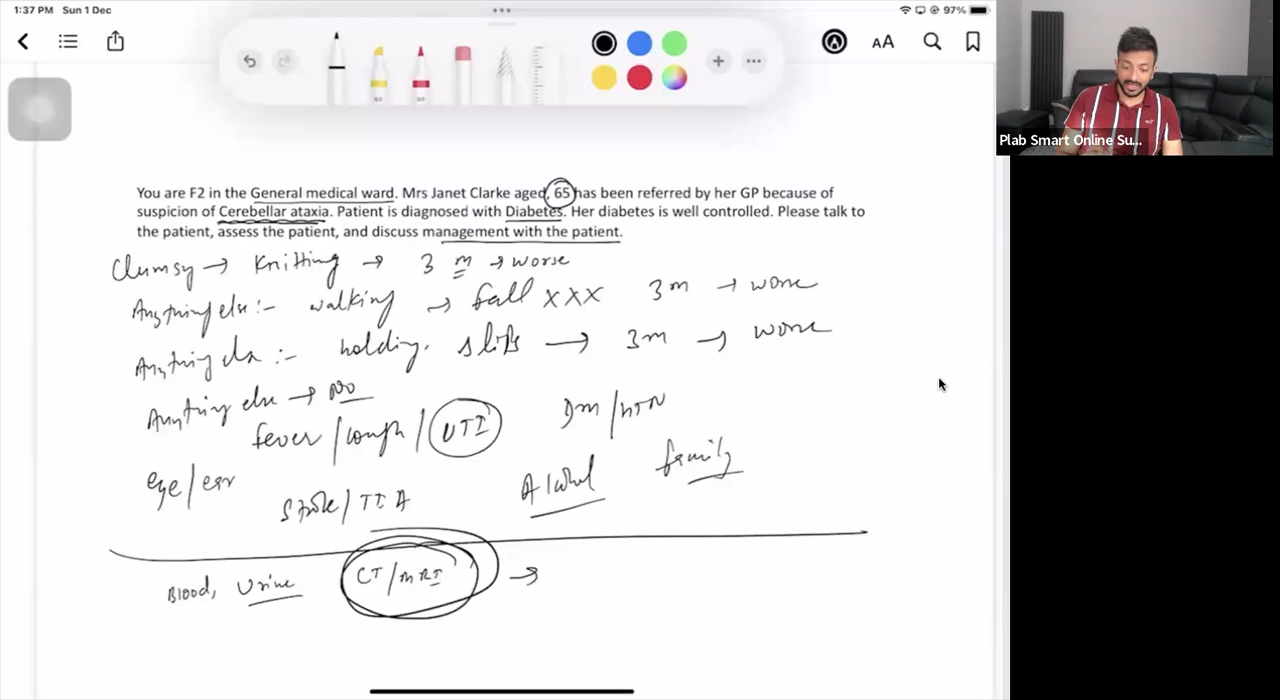 1:37 PM Sun 1 Dec
97%
AA
Plab Smart Online Su...
You are F2 in the General medical ward. Mrs Janet Clarke aged, 65 has been referred by her GP because of
suspicion of Cerebellar ataxia. Patient is diagnosed with Diabetes. Her diabetes is well controlled. Please talk to
the patient, assess the patient, and discuss management with the patient.
Clumsy → Knitting → 3 m → worse
Anything else:- walking → fall XXX 3m → worse
Anything else :- holding. slips → 3m → worse
Anything else → No
fever / cough / UTI Dm / HTN
eye / ear
Stroke / TIA Alcohol family
Blood, Urine CT / MRI →